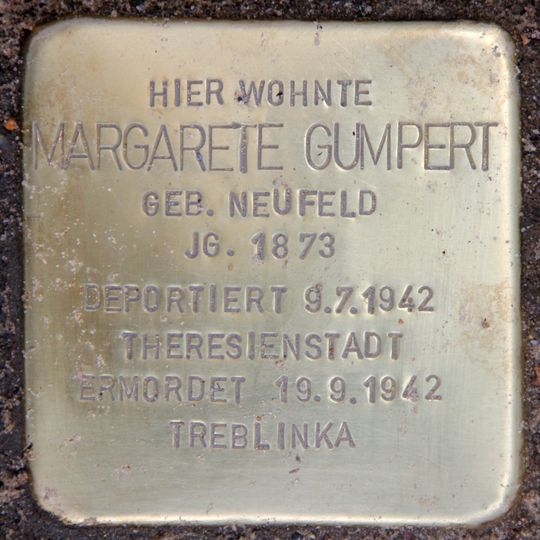 HIER WOHNTE
MARGARETE GUMPERT
GEB. NEUFELD
JG. 1873
DEPORTIERT 9.7.1942
THERESIENSTADT
ERMORDET 19.9.1942
TREBLINKA